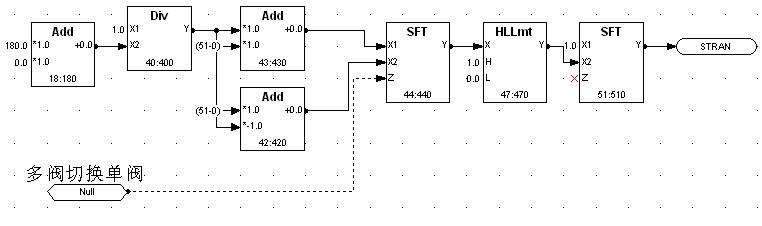 Add
180.0 *1.0 +0.0
0.0 *1.0
18:180
Div
1.0 X1 Y
X2
40:400
Add
*1.0 +0.0
(51-0) *1.0
43:430
Add
(51-0) *1.0 +0.0
*-1.0
42:420
SFT
X1 Y
X2
Z
44:440
HLLmt
X Y
1.0 H
0.0 L
47:470
SFT
1.0 X1 Y
X2
Z
51:510
STRAN
多阀切换单阀
Null